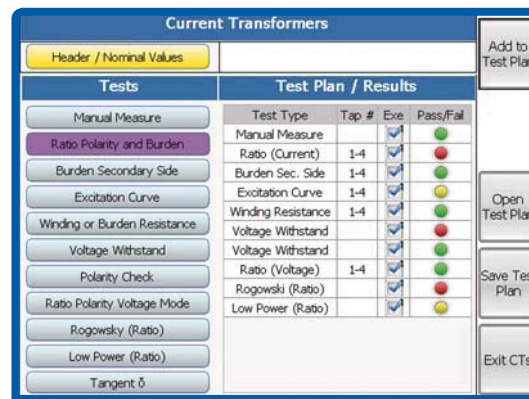 Current Transformers
Header / Nominal Values
Add to
Test Plan
Tests
Test Plan / Results
Manual Measure
Ratio Polarity and Burden
Burden Secondary Side
Excitation Curve
Winding or Burden Resistance
Voltage Withstand
Polarity Check
Ratio Polarity Voltage Mode
Rogowsky (Ratio)
Low Power (Ratio)
Tangent δ
Test Type Tap # Exe Pass/Fail
Manual Measure
Ratio (Current) 1-4
Burden Sec. Side 1-4
Excitation Curve 1-4
Winding Resistance 1-4
Voltage Withstand
Voltage Withstand
Ratio (Voltage) 1-4
Rogowski (Ratio)
Low Power (Ratio)
Open
Test Plan
Save Tes
Plan
Exit CTs